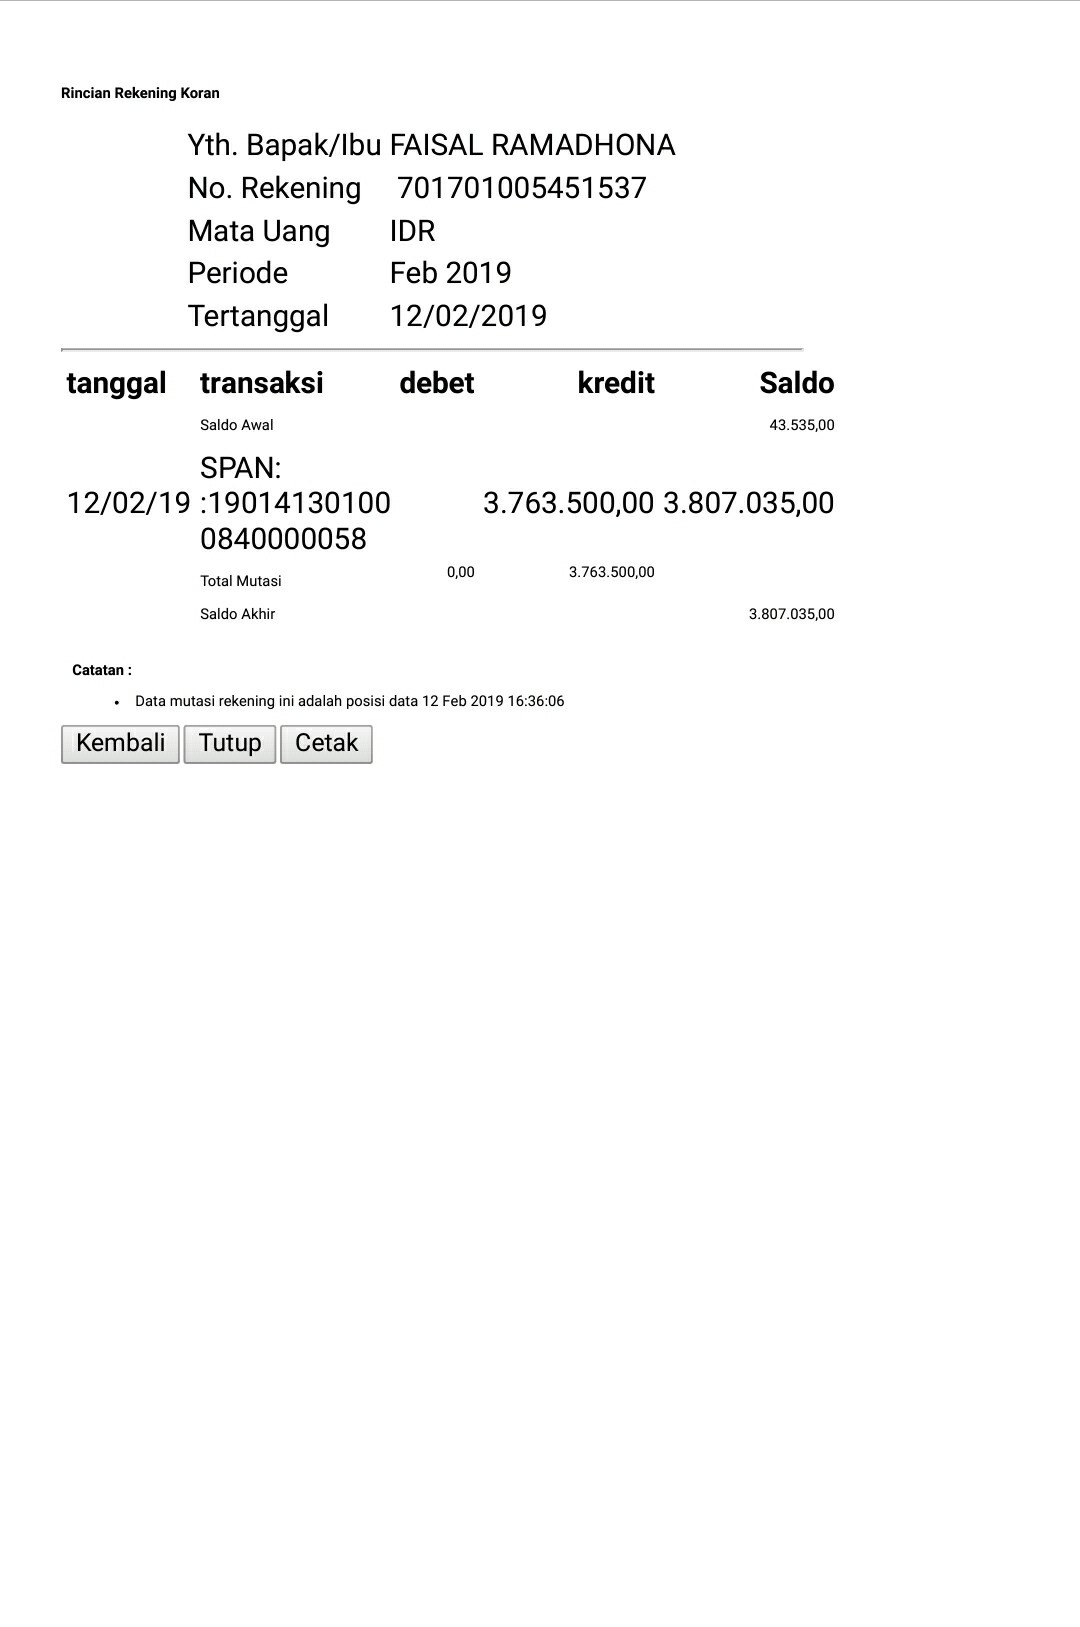 Rincian Rekening Koran
Yth. Bapak/Ibu FAISAL RAMADHONA
No. Rekening 701701005451537
Mata Uang IDR
Periode Feb 2019
Tertanggal 12/02/2019
tanggal transaksi debet kredit Saldo
Saldo Awal 43.535,00
SPAN:
12/02/19 :19014130100 3.763.500,00 3.807.035,00
0840000058
Total Mutasi 0,00 3.763.500,00
Saldo Akhir 3.807.035,00
Catatan :
• Data mutasi rekening ini adalah posisi data 12 Feb 2019 16:36:06
Kembali Tutup Cetak